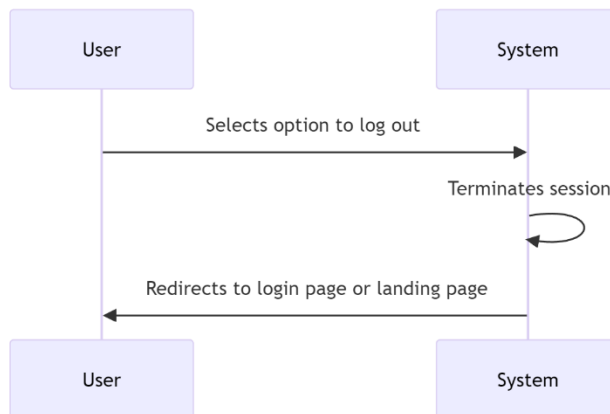 User
System
Selects option to log out
Terminates session
Redirects to login page or landing page
User
System